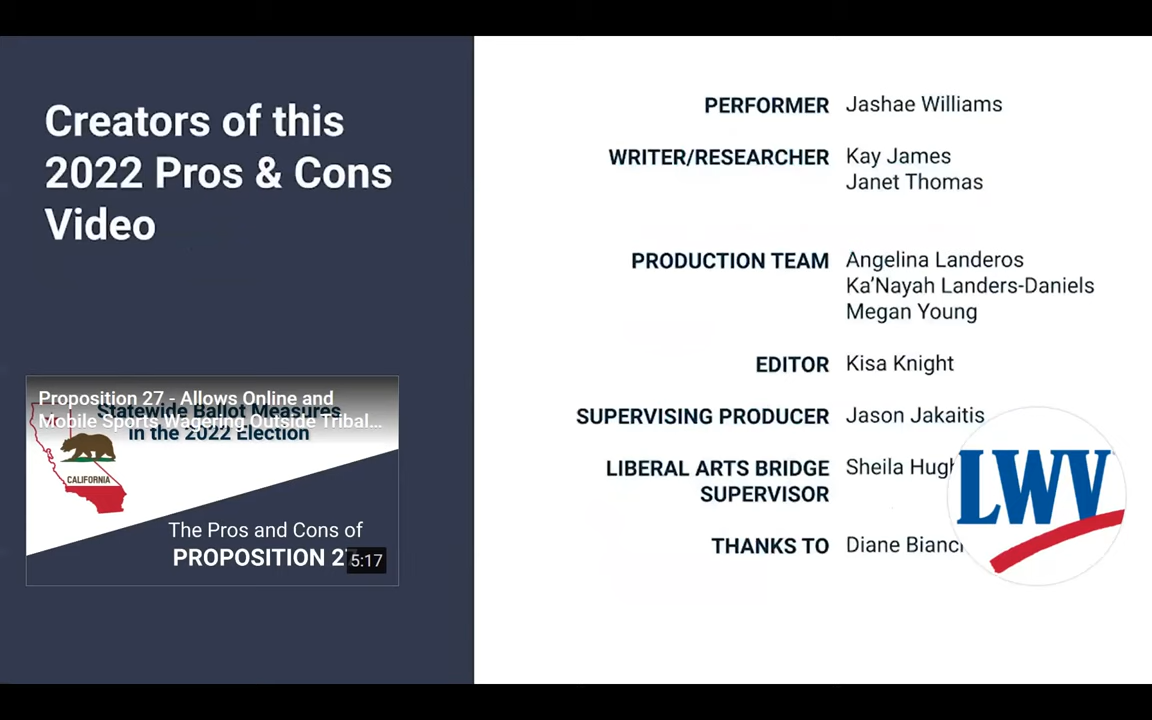 Creators of this
2022 Pros & Cons
Video
Proposition 27 - Allows Online and
Mobile Sports Wagering Outside Tribal...
Statewide Ballot Measures
in the 2022 Election
CALIFORNIA
The Pros and Cons of
PROPOSITION
5:17
PERFORMER Jashae Williams
WRITER/RESEARCHER Kay James
Janet Thomas
PRODUCTION TEAM Angelina Landeros
Ka’Nayah Landers-Daniels
Megan Young
EDITOR Kisa Knight
SUPERVISING PRODUCER Jason Jakaitis
LIBERAL ARTS BRIDGE Sheila
SUPERVISOR
THANKS TO Diane
LWV